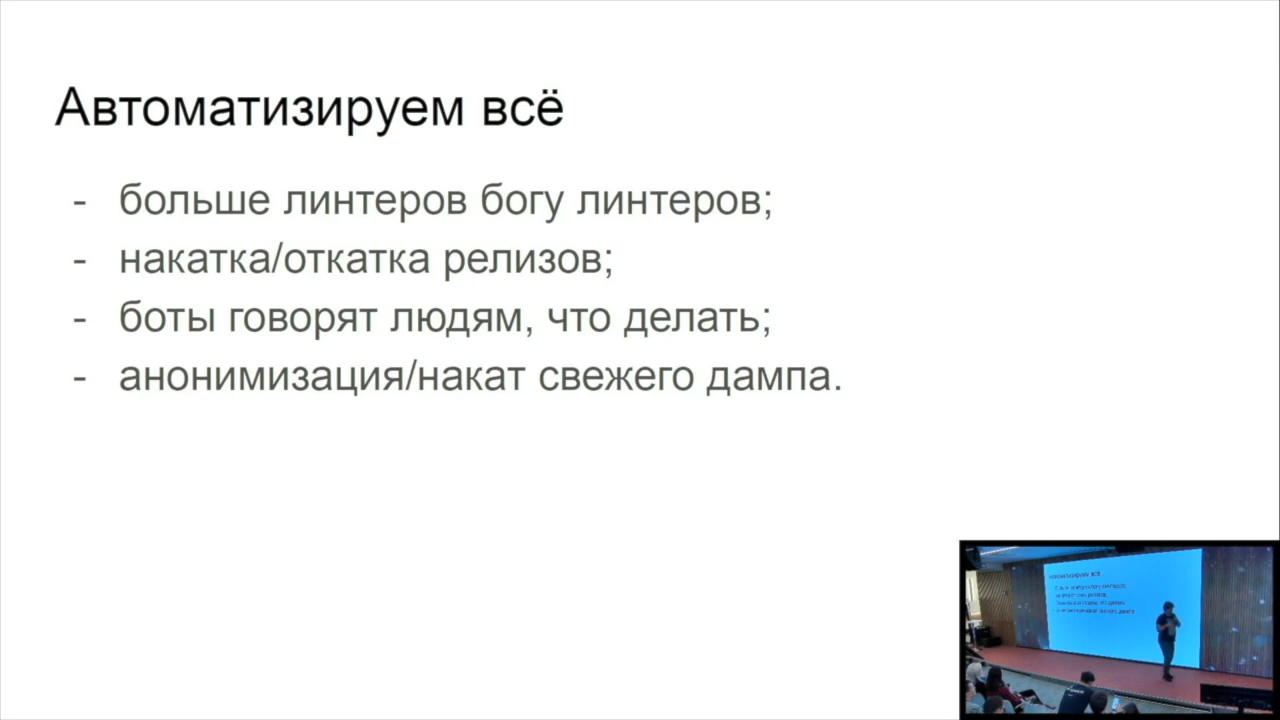 Автоматизируем всё
- больше линтеров богу линтеров;
- накатка/откатка релизов;
- боты говорят людям, что делать;
- анонимизация/накат свежего дампа.